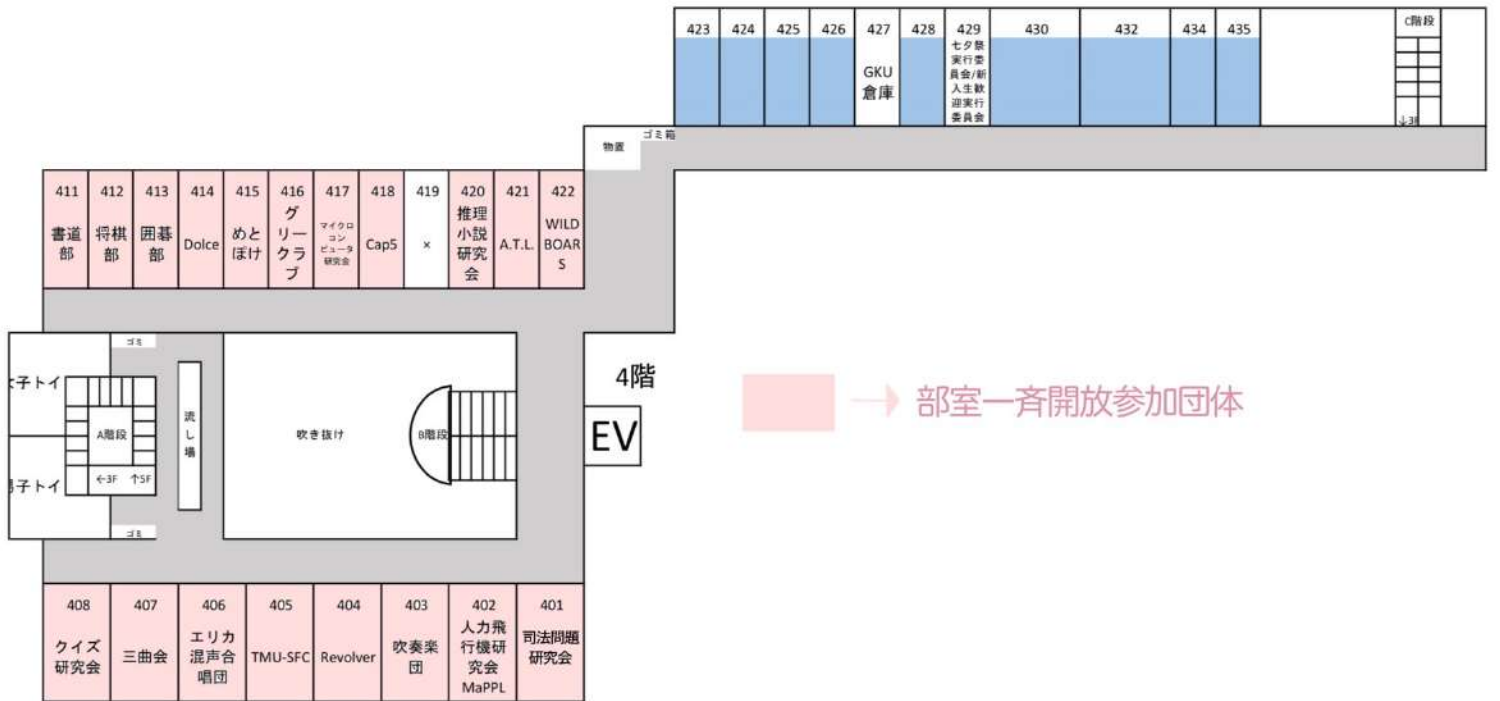 423
424
425
426
427
GKU
倉庫
428
429
七夕祭
実行委
員会/新
入生歓
迎実行
委員会
430
432
434
435
C階段
↓3F
物置
ゴミ箱
411
書道
部
412
将棋
部
413
囲碁
部
414
Dolce
415
めと
ぽけ
416
グ
リー
クラ
ブ
417
マイクロ
コン
ピュータ
研究会
418
Cap5
419
×
420
推理
小説
研究
会
421
A.T.L.
422
WILD
BOAR
S
ゴミ
子トイ
A階段
←3F ↑5F
子トイ
ゴミ
流
し
場
吹き抜け
B階段
4階
EV
→ 部室一斉開放参加団体
408
クイズ
研究会
407
三曲会
406
エリカ
混声合
唱団
405
TMU-SFC
404
Revolver
403
吹奏楽
団
402
人力飛
行機研
究会
MaPPL
401
司法問題
研究会